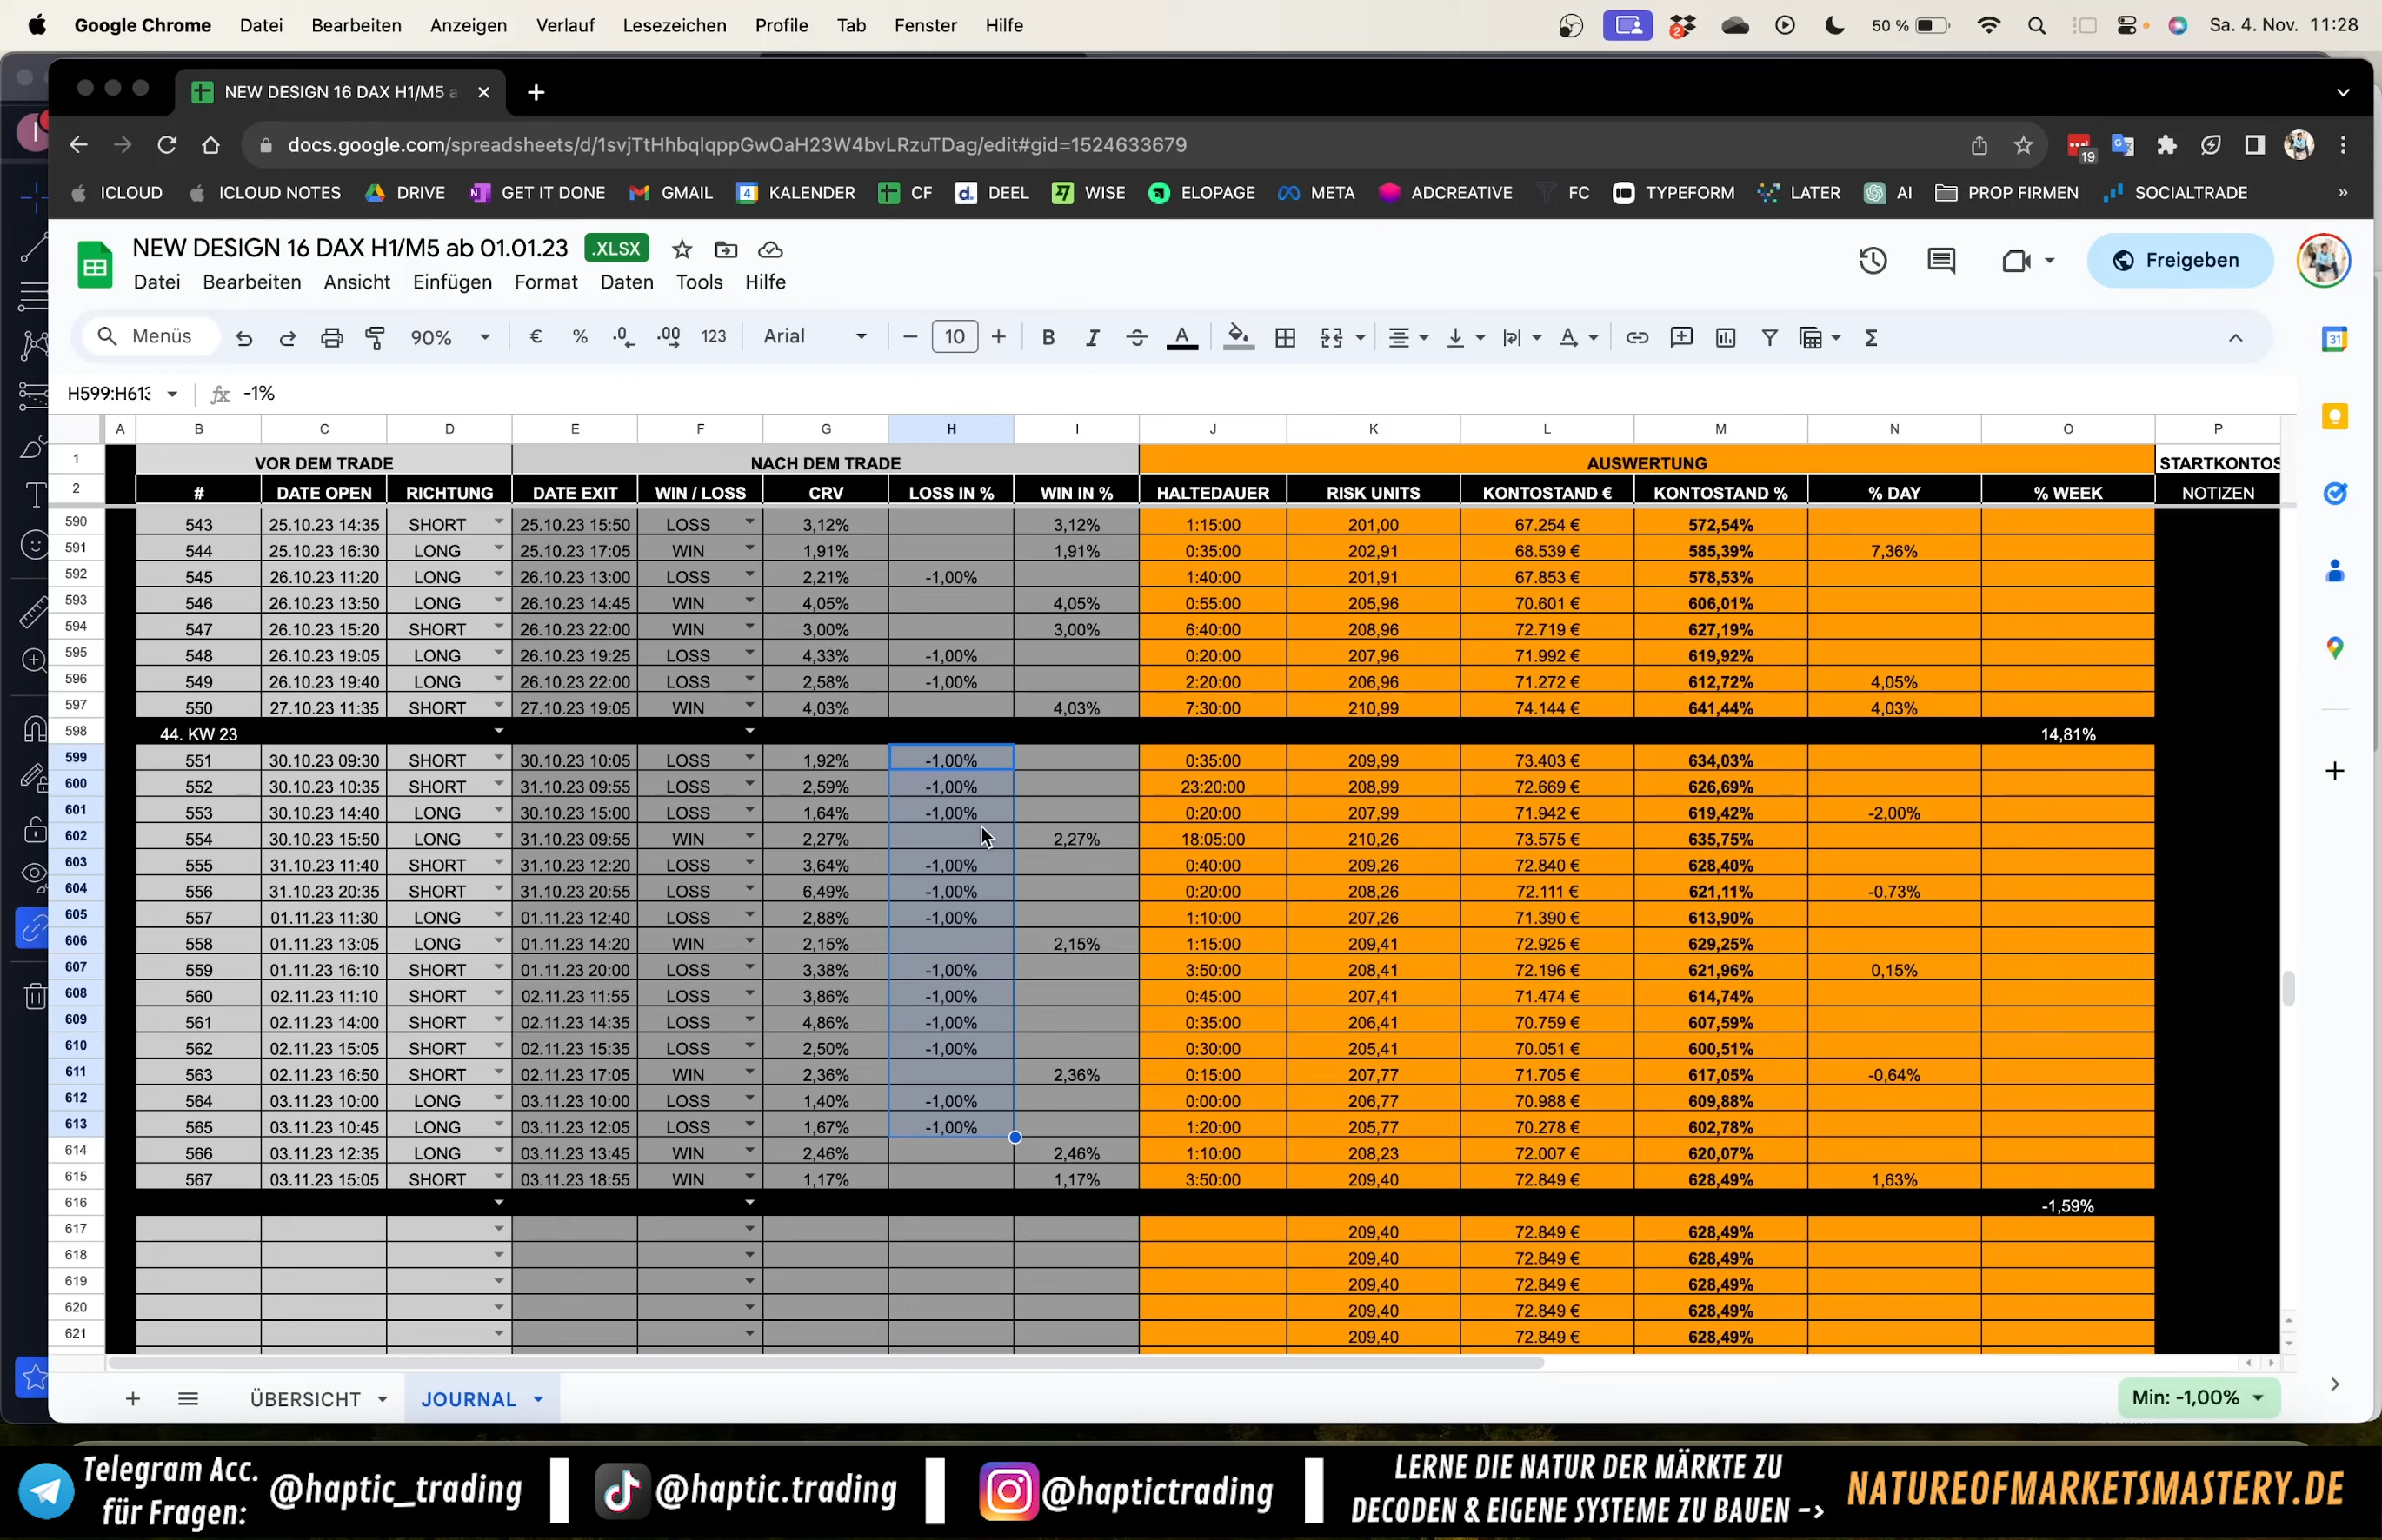 Google Chrome Datei Bearbeiten Anzeigen Verlauf Lesezeichen Profile Tab Fenster Hilfe 2 50 % Sa. 4. Nov. 11:28
NEW DESIGN 16 DAX H1/M5 a
docs.google.com/spreadsheets/d/1svjTtHhbqlqppGwOaH23W4bvLRzuTDag/edit#gid=1524633679 19
ICLOUD ICLOUD NOTES DRIVE GET IT DONE GMAIL KALENDER CF DEEL WISE ELOPAGE META ADCREATIVE FC TYPEFORM LATER AI PROP FIRMEN SOCIALTRADE »
NEW DESIGN 16 DAX H1/M5 ab 01.01.23 .XLSX
Freigeben
Datei Bearbeiten Ansicht Einfügen Format Daten Tools Hilfe
Menüs 90% € % .0 .00 123 Arial 10
H599:H613 fx -1%
A B C D E F G H I J K L M N O P
1 VOR DEM TRADE NACH DEM TRADE AUSWERTUNG STARTKONTOS
2 # DATE OPEN RICHTUNG DATE EXIT WIN / LOSS CRV LOSS IN % WIN IN % HALTEDAUER RISK UNITS KONTOSTAND € KONTOSTAND % % DAY % WEEK NOTIZEN
590 543 25.10.23 14:35 SHORT 25.10.23 15:50 LOSS 3,12% 3,12% 1:15:00 201,00 67.254 € 572,54%
591 544 25.10.23 16:30 LONG 25.10.23 17:05 WIN 1,91% 1,91% 0:35:00 202,91 68.539 € 585,39% 7,36%
592 545 26.10.23 11:20 LONG 26.10.23 13:00 LOSS 2,21% -1,00% 1:40:00 201,91 67.853 € 578,53%
593 546 26.10.23 13:50 LONG 26.10.23 14:45 WIN 4,05% 4,05% 0:55:00 205,96 70.601 € 606,01%
594 547 26.10.23 15:20 SHORT 26.10.23 22:00 WIN 3,00% 3,00% 6:40:00 208,96 72.719 € 627,19%
595 548 26.10.23 19:05 LONG 26.10.23 19:25 LOSS 4,33% -1,00% 0:20:00 207,96 71.992 € 619,92%
596 549 26.10.23 19:40 LONG 26.10.23 22:00 LOSS 2,58% -1,00% 2:20:00 206,96 71.272 € 612,72% 4,05%
597 550 27.10.23 11:35 SHORT 27.10.23 19:05 WIN 4,03% 4,03% 7:30:00 210,99 74.144 € 641,44% 4,03%
598 44. KW 23 14,81%
599 551 30.10.23 09:30 SHORT 30.10.23 10:05 LOSS 1,92% -1,00% 0:35:00 209,99 73.403 € 634,03%
600 552 30.10.23 10:35 SHORT 31.10.23 09:55 LOSS 2,59% -1,00% 23:20:00 208,99 72.669 € 626,69%
601 553 30.10.23 14:40 LONG 30.10.23 15:00 LOSS 1,64% -1,00% 0:20:00 207,99 71.942 € 619,42% -2,00%
602 554 30.10.23 15:50 LONG 31.10.23 09:55 WIN 2,27% 2,27% 18:05:00 210,26 73.575 € 635,75%
603 555 31.10.23 11:40 SHORT 31.10.23 12:20 LOSS 3,64% -1,00% 0:40:00 209,26 72.840 € 628,40%
604 556 31.10.23 20:35 SHORT 31.10.23 20:55 LOSS 6,49% -1,00% 0:20:00 208,26 72.111 € 621,11% -0,73%
605 557 01.11.23 11:30 LONG 01.11.23 12:40 LOSS 2,88% -1,00% 1:10:00 207,26 71.390 € 613,90%
606 558 01.11.23 13:05 LONG 01.11.23 14:20 WIN 2,15% 2,15% 1:15:00 209,41 72.925 € 629,25%
607 559 01.11.23 16:10 SHORT 01.11.23 20:00 LOSS 3,38% -1,00% 3:50:00 208,41 72.196 € 621,96% 0,15%
608 560 02.11.23 11:10 SHORT 02.11.23 11:55 LOSS 3,86% -1,00% 0:45:00 207,41 71.474 € 614,74%
609 561 02.11.23 14:00 SHORT 02.11.23 14:35 LOSS 4,86% -1,00% 0:35:00 206,41 70.759 € 607,59%
610 562 02.11.23 15:05 SHORT 02.11.23 15:35 LOSS 2,50% -1,00% 0:30:00 205,41 70.051 € 600,51%
611 563 02.11.23 16:50 SHORT 02.11.23 17:05 WIN 2,36% 2,36% 0:15:00 207,77 71.705 € 617,05% -0,64%
612 564 03.11.23 10:00 LONG 03.11.23 10:00 LOSS 1,40% -1,00% 0:00:00 206,77 70.988 € 609,88%
613 565 03.11.23 10:45 LONG 03.11.23 12:05 LOSS 1,67% -1,00% 1:20:00 205,77 70.278 € 602,78%
614 566 03.11.23 12:35 LONG 03.11.23 13:45 WIN 2,46% 2,46% 1:10:00 208,23 72.007 € 620,07%
615 567 03.11.23 15:05 SHORT 03.11.23 18:55 WIN 1,17% 1,17% 3:50:00 209,40 72.849 € 628,49% 1,63%
616 -1,59%
617 209,40 72.849 € 628,49%
618 209,40 72.849 € 628,49%
619 209,40 72.849 € 628,49%
620 209,40 72.849 € 628,49%
621 209,40 72.849 € 628,49%
ÜBERSICHT JOURNAL Min: -1,00%
Telegram Acc.
für Fragen:
@haptic_trading
@haptic.trading
@haptictrading
LERNE DIE NATUR DER MÄRKTE ZU
DECODEN & EIGENE SYSTEME ZU BAUEN –>
NATUREOFMARKETSMASTERY.DE